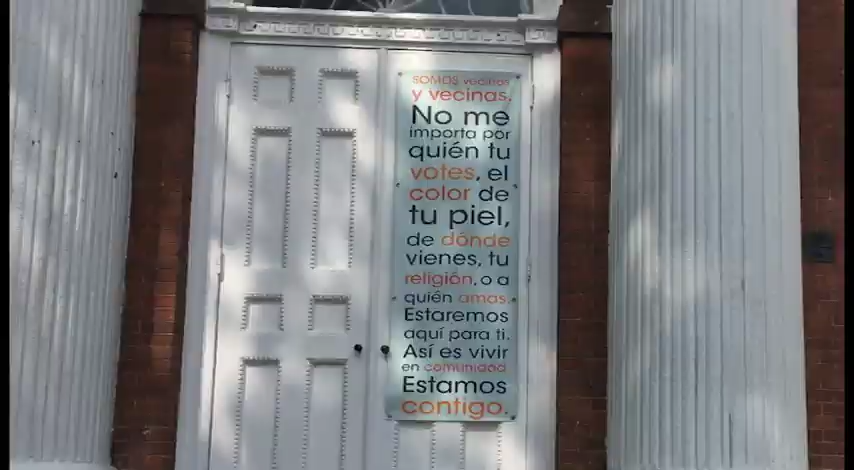 SOMOS vecinos
y vecinas.
No me
importa por
quién tu
votes, el
color de
tu piel,
de dónde
vienes, tu
religión, o a
quién amas.
Estaremos
aquí para ti.
Así es vivir
en comunidad.
Estamos
contigo.